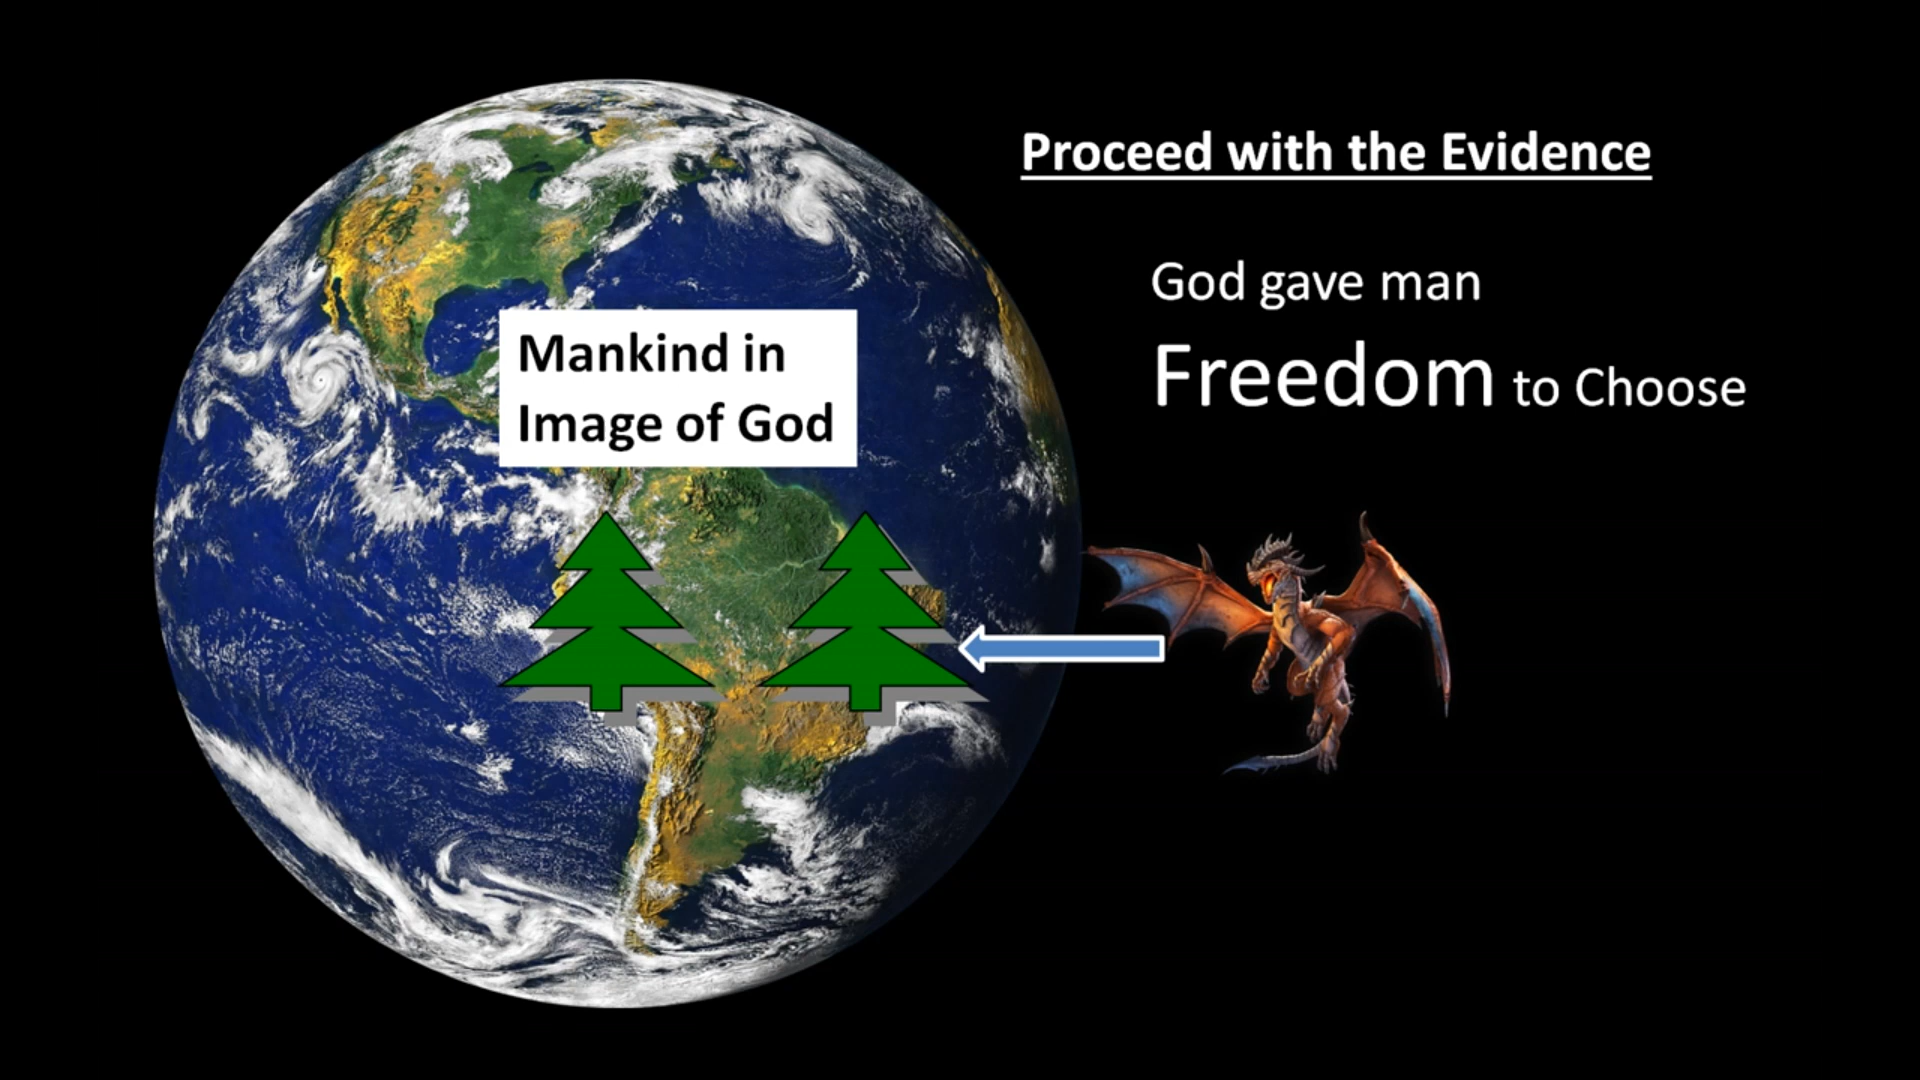 Proceed with the Evidence
God gave man
Freedom to Choose
Mankind in
Image of God